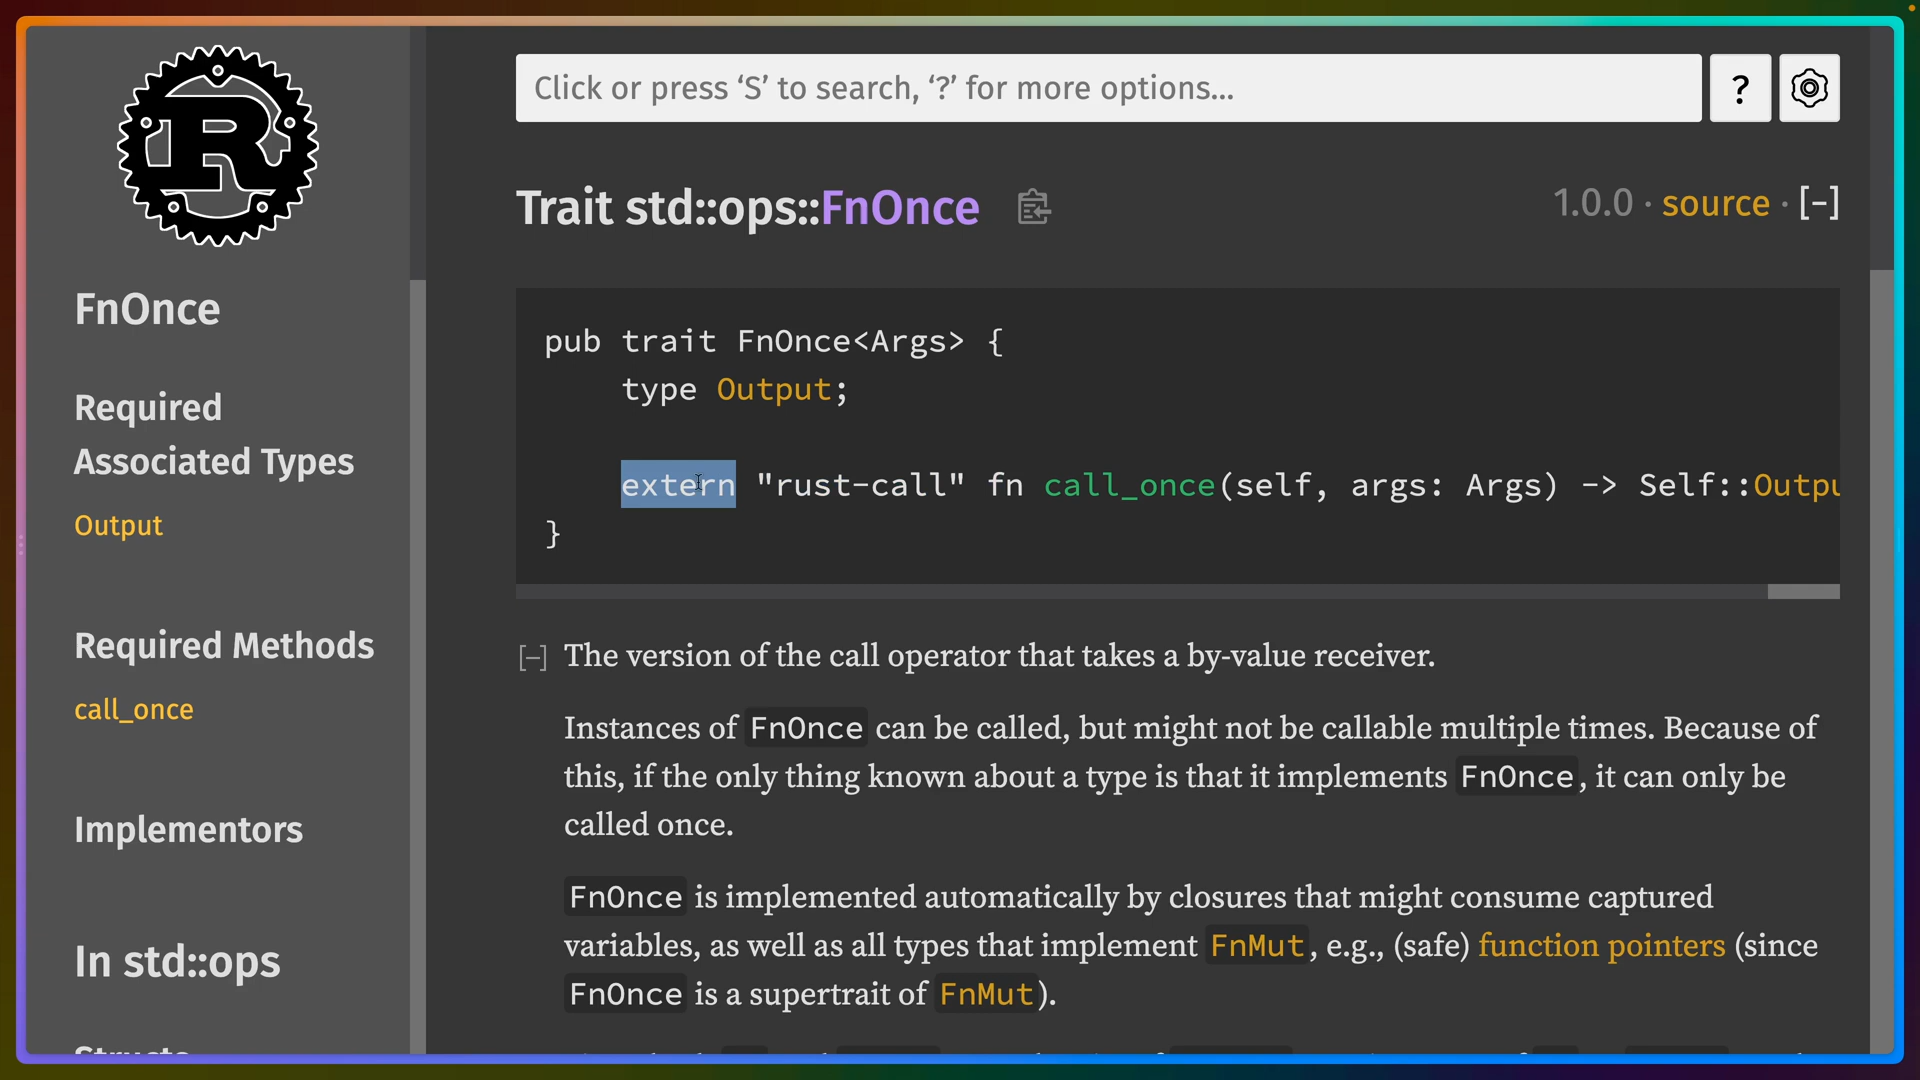 Click or press ‘S’ to search, ‘?’ for more options...
?
Trait std::ops::FnOnce
1.0.0 · source · [-]
pub trait FnOnce<Args> {
type Output;
extern "rust-call" fn call_once(self, args: Args) -> Self::Outpu
}
[-] The version of the call operator that takes a by-value receiver.
Instances of FnOnce can be called, but might not be callable multiple times. Because of
this, if the only thing known about a type is that it implements FnOnce, it can only be
called once.
FnOnce is implemented automatically by closures that might consume captured
variables, as well as all types that implement FnMut, e.g., (safe) function pointers (since
FnOnce is a supertrait of FnMut).
R
FnOnce
Required
Associated Types
Output
Required Methods
call_once
Implementors
In std::ops
Structs